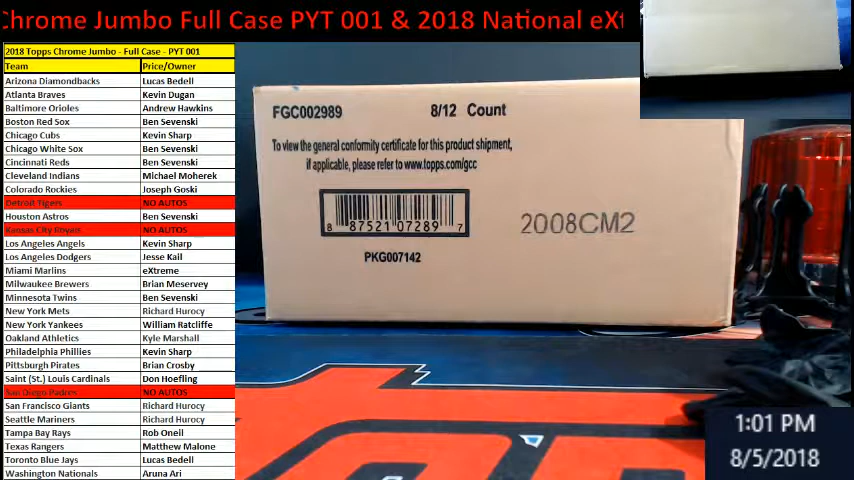 Chrome Jumbo Full Case PYT 001 & 2018 National eXt
2018 Topps Chrome Jumbo - Full Case - PYT 001
Team Price/Owner
Arizona Diamondbacks Lucas Bedell
Atlanta Braves Kevin Dugan
Baltimore Orioles Andrew Hawkins
Boston Red Sox Ben Sevenski
Chicago Cubs Kevin Sharp
Chicago White Sox Ben Sevenski
Cincinnati Reds Ben Sevenski
Cleveland Indians Michael Moherek
Colorado Rockies Joseph Goski
Detroit Tigers NO AUTOS
Houston Astros Ben Sevenski
Kansas City Royals NO AUTOS
Los Angeles Angels Kevin Sharp
Los Angeles Dodgers Jesse Kail
Miami Marlins eXtreme
Milwaukee Brewers Brian Meservey
Minnesota Twins Ben Sevenski
New York Mets Richard Hurocy
New York Yankees William Ratcliffe
Oakland Athletics Kyle Marshall
Philadelphia Phillies Kevin Sharp
Pittsburgh Pirates Brian Crosby
Saint (St.) Louis Cardinals Don Hoefling
San Diego Padres NO AUTOS
San Francisco Giants Richard Hurocy
Seattle Mariners Richard Hurocy
Tampa Bay Rays Rob Oneil
Texas Rangers Matthew Malone
Toronto Blue Jays Lucas Bedell
Washington Nationals Aruna Ari
FGC002989 8/12 Count
To view the general conformity certificate for this product shipment,
if applicable, please refer to www.topps.com/gcc
8 87521 07289 7
2008CM2
PKG007142
1:01 PM
8/5/2018